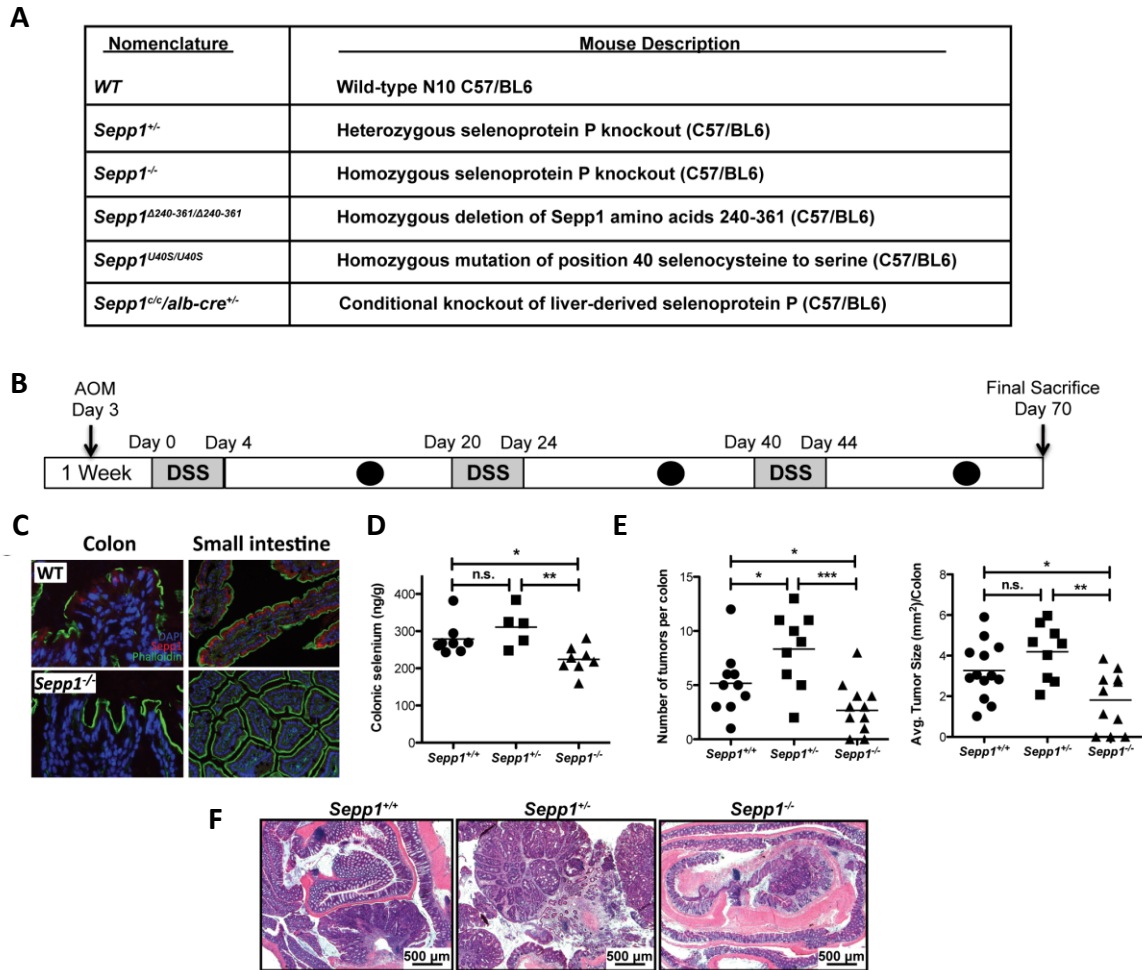 A
Nomenclature Mouse Description
WT Wild-type N10 C57/BL6
Sepp1+/- Heterozygous selenoprotein P knockout (C57/BL6)
Sepp1-/- Homozygous selenoprotein P knockout (C57/BL6)
Sepp1Δ240-361/Δ240-361 Homozygous deletion of Sepp1 amino acids 240-361 (C57/BL6)
Sepp1U40S/U40S Homozygous mutation of position 40 selenocysteine to serine (C57/BL6)
Sepp1c/c/alb-cre+/- Conditional knockout of liver-derived selenoprotein P (C57/BL6)
B
AOM
Day 3
Final Sacrifice
Day 70
Day 0 Day 4 Day 20 Day 24 Day 40 Day 44
1 Week DSS DSS DSS
C
Colon Small intestine
WT
DAPI
Sepp1
Phalloidin
Sepp1-/-
D
*
n.s. **
Colonic selenium (ng/g)
400
300
200
100
0
Sepp1+/+ Sepp1+/- Sepp1-/-
E
*
* ***
Number of tumors per colon
15
10
5
0
Sepp1+/+ Sepp1+/- Sepp1-/-
*
n.s. **
Avg. Tumor Size (mm2)/Colon
8
6
4
2
0
Sepp1+/+ Sepp1+/- Sepp1-/-
F
Sepp1+/+ Sepp1+/- Sepp1-/-
500 μm 500 μm 500 μm